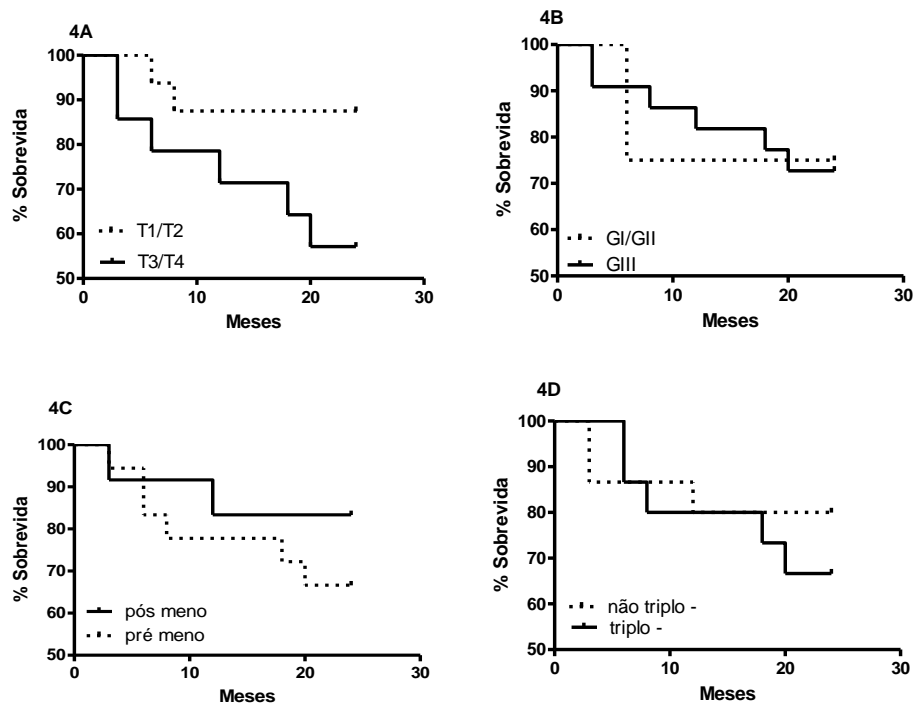 4A
% Sobrevida
100
90
80
70
60
50
T1/T2
T3/T4
0
10
20
30
Meses
4B
% Sobrevida
100
90
80
70
60
50
GI/GII
GIII
0
10
20
30
Meses
4C
% Sobrevida
100
90
80
70
60
50
pós meno
pré meno
0
10
20
30
Meses
4D
% Sobrevida
100
90
80
70
60
50
não triplo -
triplo -
0
10
20
30
Meses